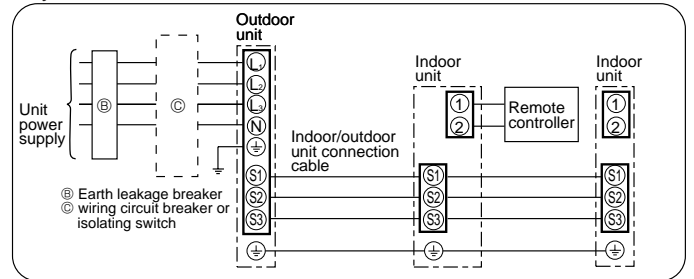 Outdoor
unit
Indoor
unit
Indoor
unit
Unit
power
supply
Ⓑ
Ⓒ
L1
L2
L3
N
S1
S2
S3
Indoor/outdoor
unit connection
cable
1
2
Remote
controller
1
2
S1
S2
S3
S1
S2
S3
Ⓑ Earth leakage breaker
Ⓒ wiring circuit breaker or
isolating switch